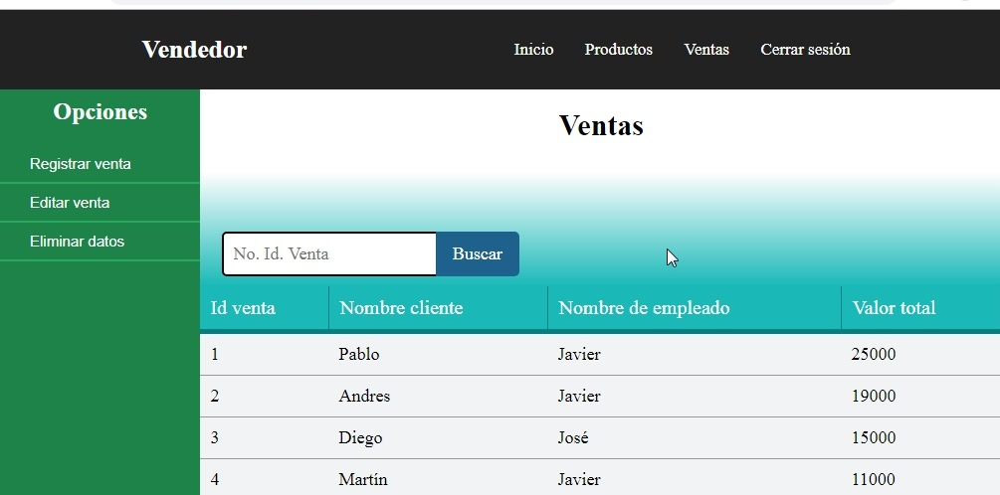 Vendedor Inicio Productos Ventas Cerrar sesión
Opciones
Registrar venta
Editar venta
Eliminar datos
Ventas
No. Id. Venta Buscar
Id venta Nombre cliente Nombre de empleado Valor total
1 Pablo Javier 25000
2 Andres Javier 19000
3 Diego José 15000
4 Martín Javier 11000